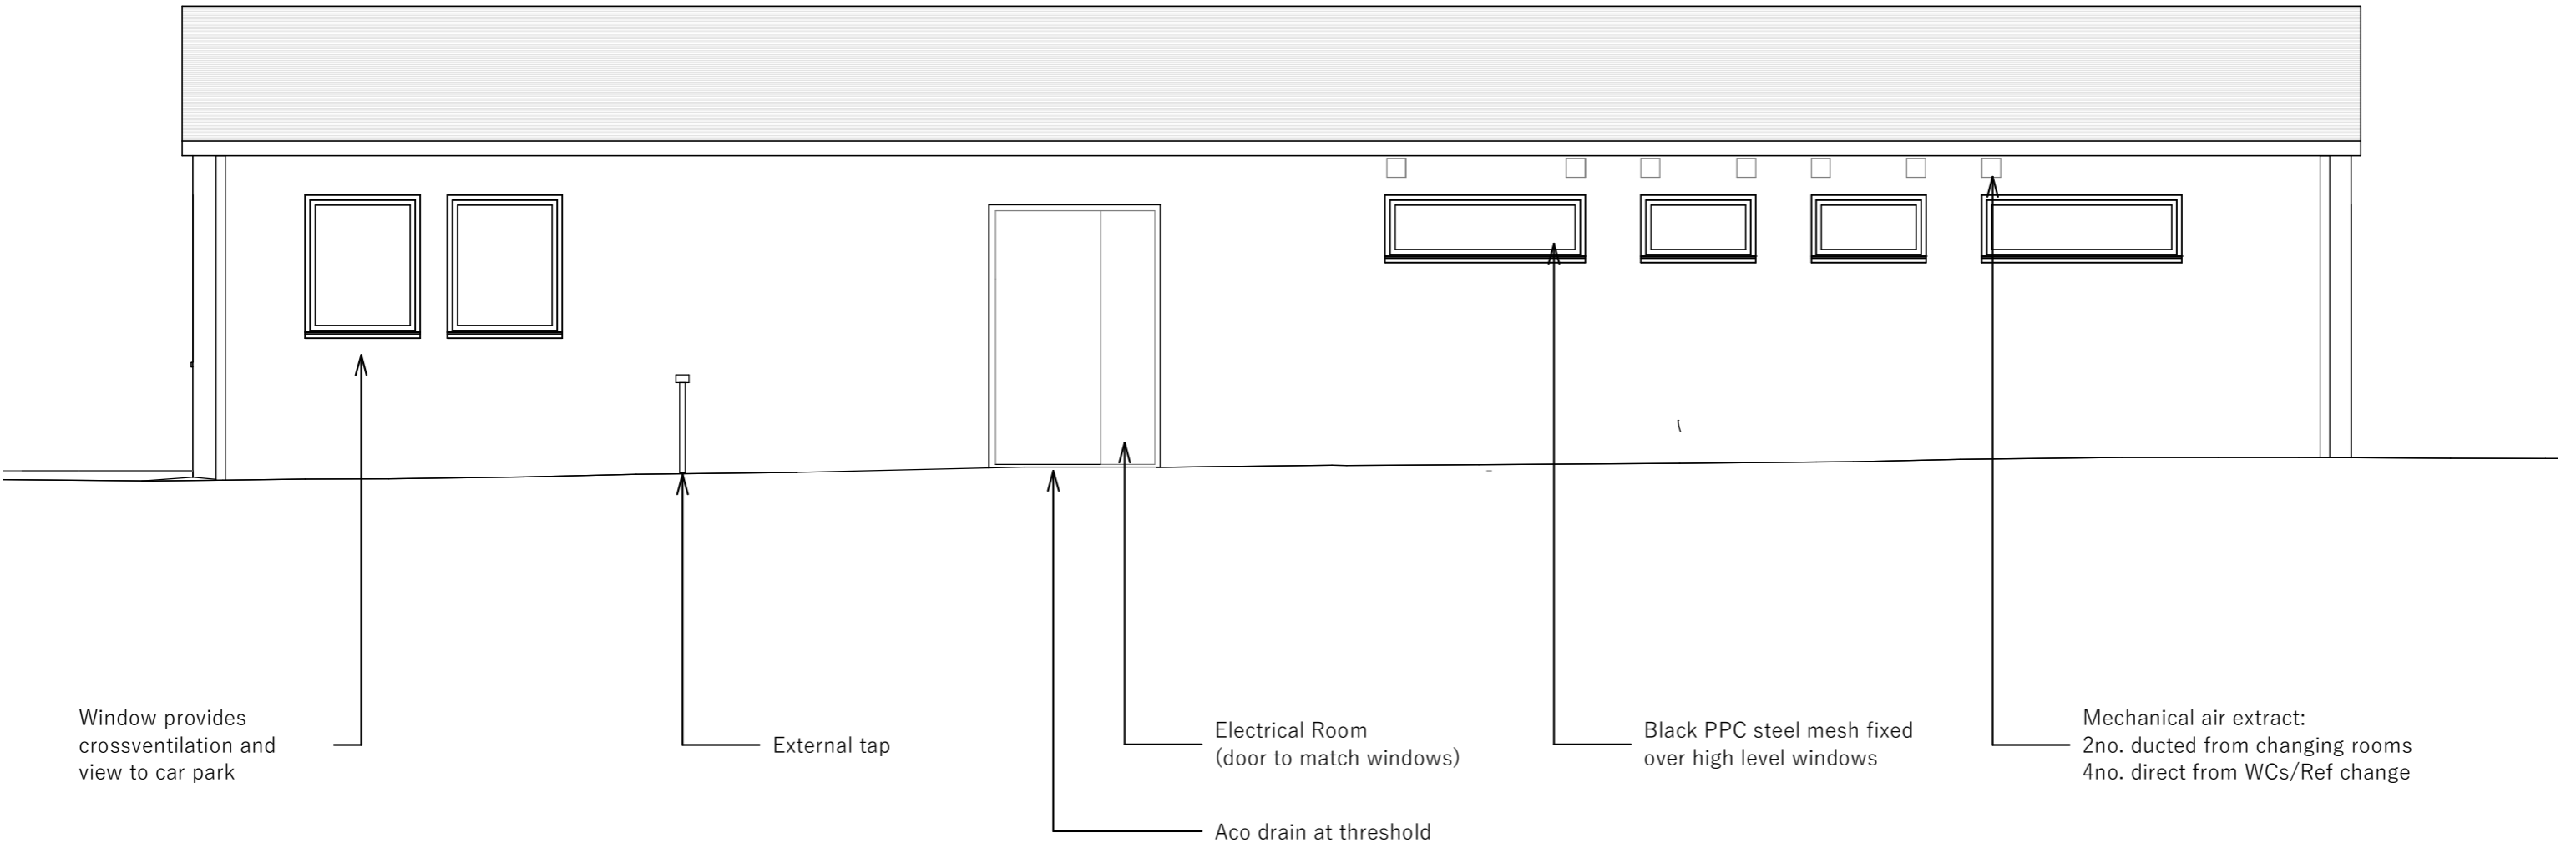 Window provides
crossventilation and
view to car park
External tap
Electrical Room
(door to match windows)
Aco drain at threshold
Black PPC steel mesh fixed
over high level windows
Mechanical air extract:
2no. ducted from changing rooms
4no. direct from WCs/Ref change